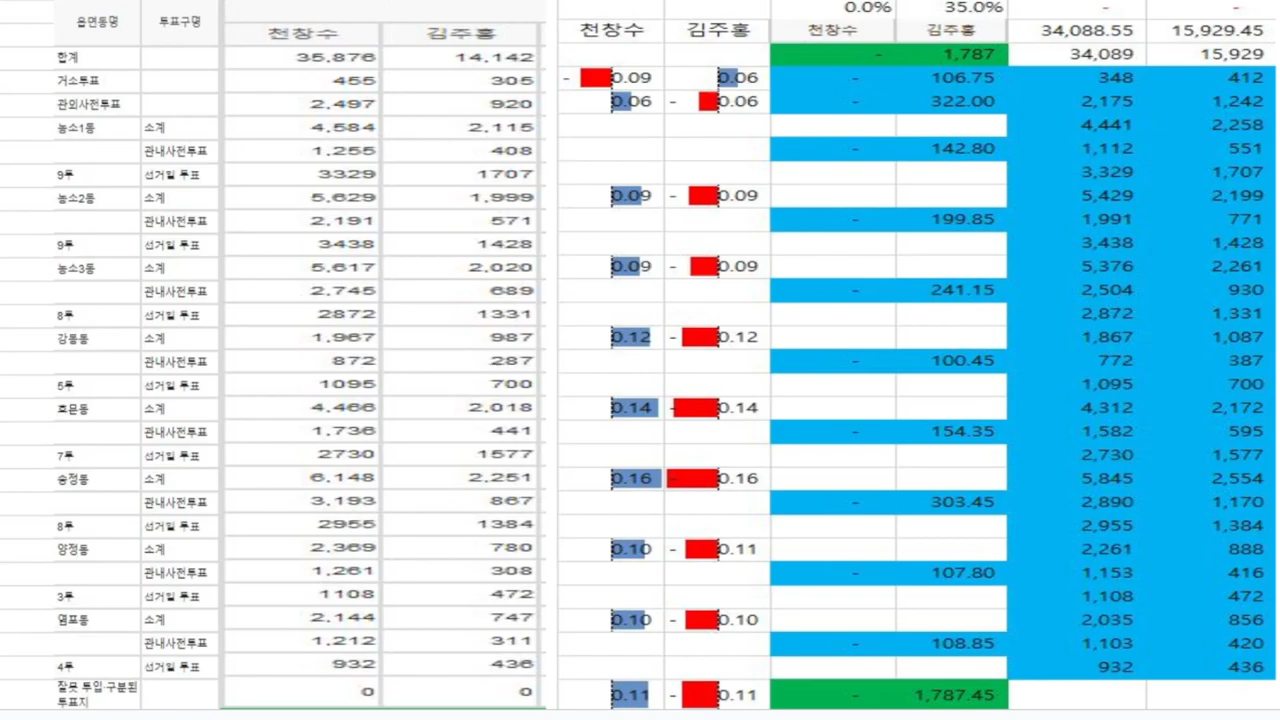 0.0% 35.0% - -
읍면동명 투표구명 천창수 김주홍 천창수 김주홍 천창수 김주홍 34,088.55 15,929.45
합계 35,876 14,142 - 1,787 34,089 15,929
거소투표 455 305 - 0.09 0.06 - 106.75 348 412
관외사전투표 2,497 920 0.06 - 0.06 - 322.00 2,175 1,242
농소1동 소계 4,584 2,115 4,441 2,258
관내사전투표 1,255 408 - 142.80 1,112 551
9투 선거일 투표 3329 1707 3,329 1,707
농소2동 소계 5,629 1,999 0.09 - 0.09 5,429 2,199
관내사전투표 2,191 571 - 199.85 1,991 771
9투 선거일 투표 3438 1428 3,438 1,428
농소3동 소계 5,617 2,020 0.09 - 0.09 5,376 2,261
관내사전투표 2,745 689 - 241.15 2,504 930
8투 선거일 투표 2872 1331 2,872 1,331
강동동 소계 1,967 987 0.12 - 0.12 1,867 1,087
관내사전투표 872 287 - 100.45 772 387
5투 선거일 투표 1095 700 1,095 700
효문동 소계 4,466 2,018 0.14 - 0.14 4,312 2,172
관내사전투표 1,736 441 - 154.35 1,582 595
7투 선거일 투표 2730 1577 2,730 1,577
송정동 소계 6,148 2,251 0.16 - 0.16 5,845 2,554
관내사전투표 3,193 867 - 303.45 2,890 1,170
8투 선거일 투표 2955 1384 2,955 1,384
양정동 소계 2,369 780 0.10 - 0.11 2,261 888
관내사전투표 1,261 308 - 107.80 1,153 416
3투 선거일 투표 1108 472 1,108 472
염포동 소계 2,144 747 0.10 - 0.10 2,035 856
관내사전투표 1,212 311 - 108.85 1,103 420
4투 선거일 투표 932 436 932 436
잘못 투입·구분된
투표지 0 0 0.11 - 0.11 - 1,787.45